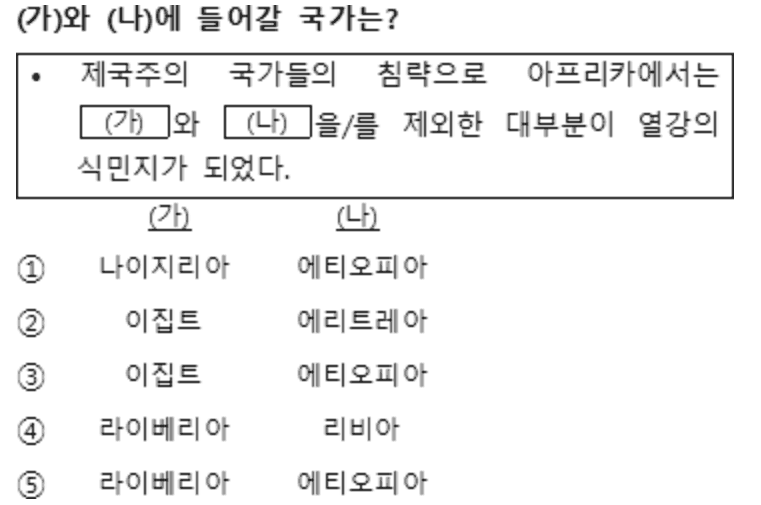 (가)와 (나)에 들어갈 국가는?
• 제국주의 국가들의 침략으로 아프리카에서는
(가) 와 (나) 을/를 제외한 대부분이 열강의
식민지가 되었다.
(가) (나)
① 나이지리아 에티오피아
② 이집트 에리트레아
③ 이집트 에티오피아
④ 라이베리아 리비아
⑤ 라이베리아 에티오피아